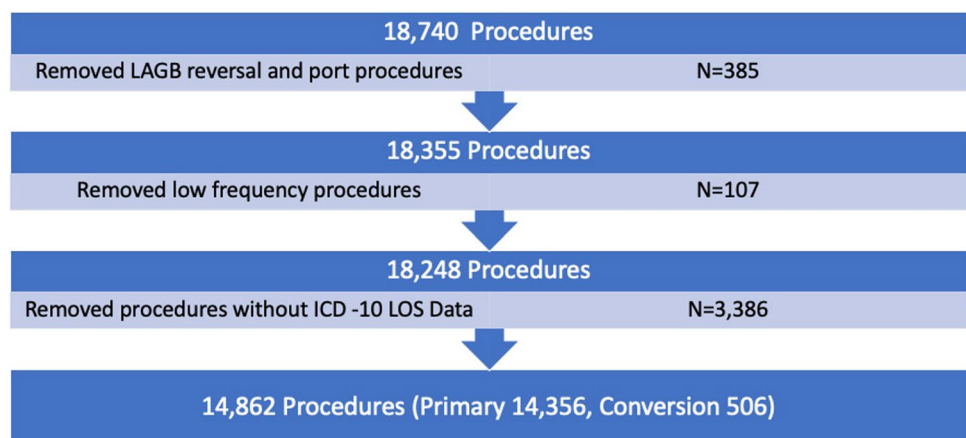 18,740 Procedures
Removed LAGB reversal and port procedures N=385
18,355 Procedures
Removed low frequency procedures N=107
18,248 Procedures
Removed procedures without ICD -10 LOS Data N=3,386
14,862 Procedures (Primary 14,356, Conversion 506)